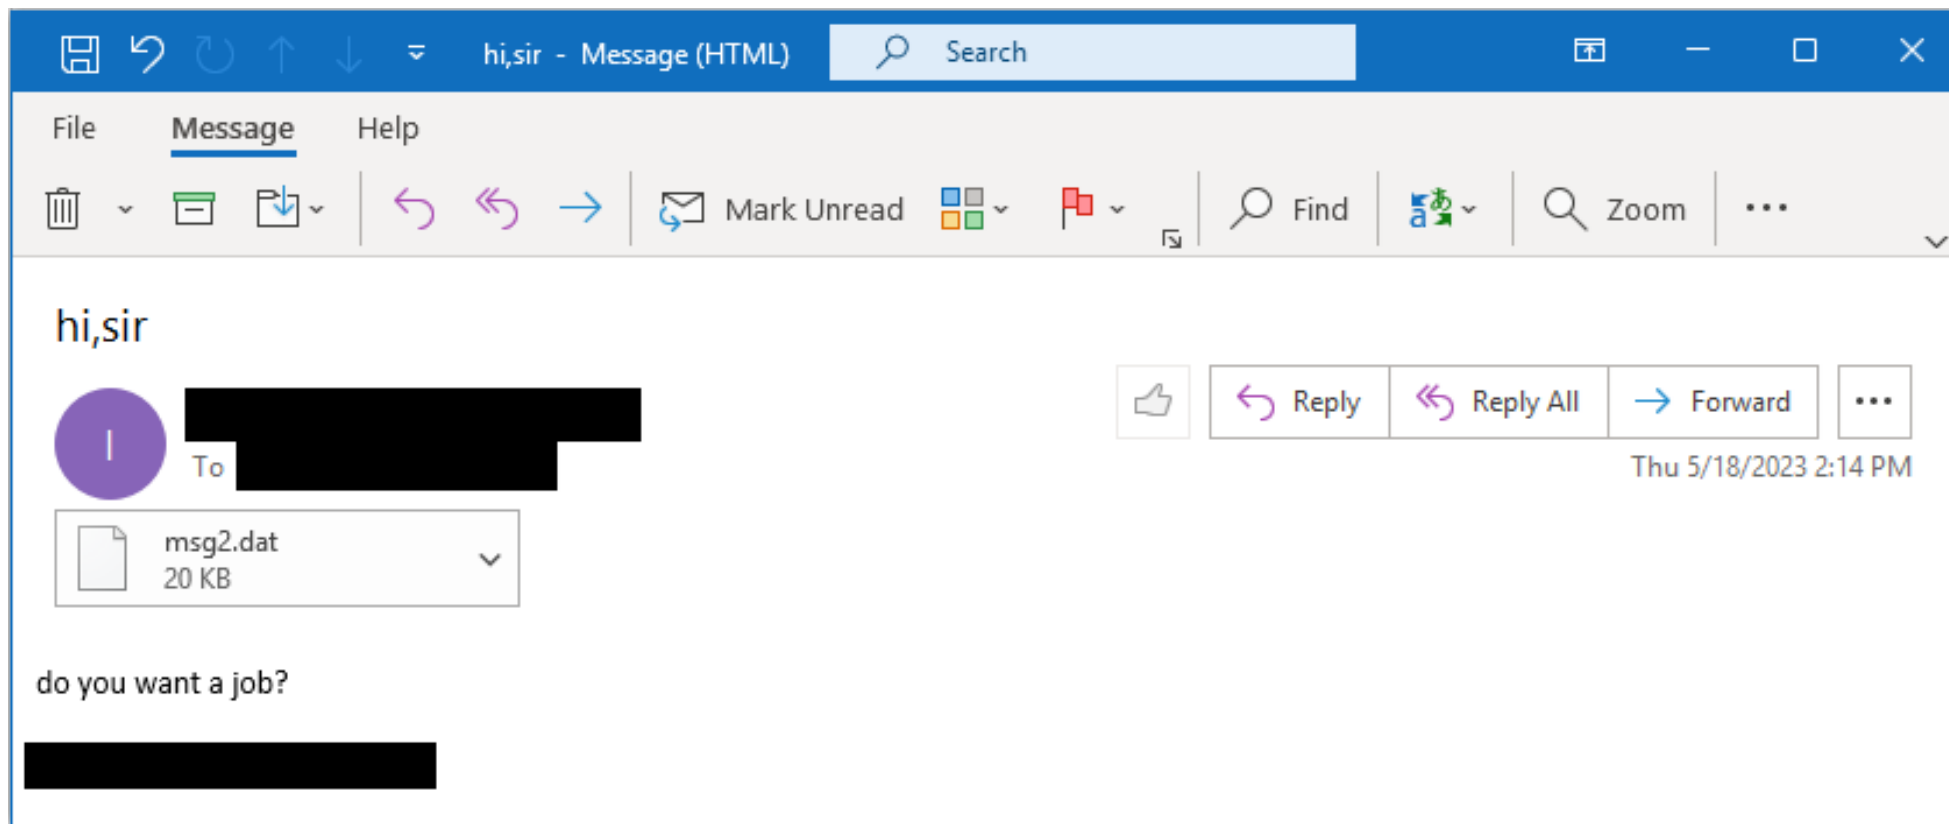 hi,sir - Message (HTML)
Search
File Message Help
Mark Unread
Find
Zoom
hi,sir
Reply
Reply All
Forward
To
Thu 5/18/2023 2:14 PM
msg2.dat
20 KB
do you want a job?